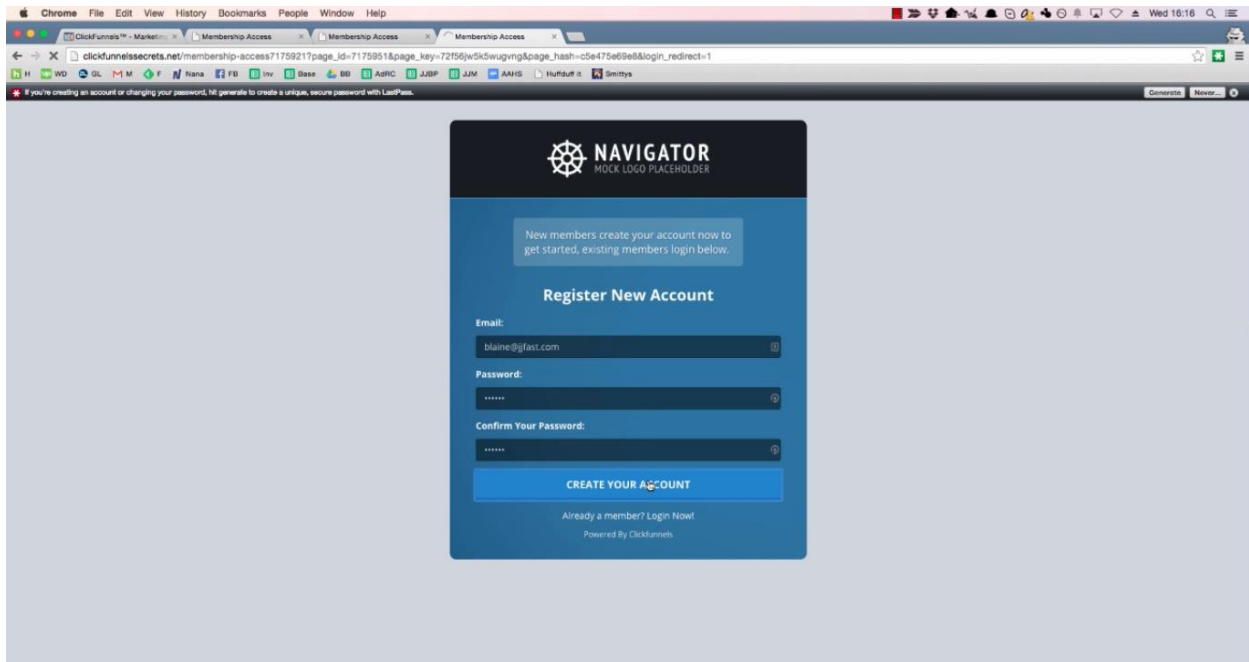 Chrome File Edit View History Bookmarks People Window Help
Wed 16:16
ClickFunnels™ - Marketing
Membership Access
Membership Access
Membership Access
clickfunnelssecrets.net/membership-access7175921?page_id=7175951&page_key=72f56jw5k5wugvng&page_hash=c5e475e69e8&login_redirect=1
H WD GL M M F Nana FB Inv Base BB AdRC JJBP JJM AAHS Huffduff it Smittys
If you're creating an account or changing your password, hit generate to create a unique, secure password with LastPass.
Generate Never...
NAVIGATOR
MOCK LOGO PLACEHOLDER
New members create your account now to
get started, existing members login below.
Register New Account
Email:
blaine@jjfast.com
Password:
••••••
Confirm Your Password:
••••••
CREATE YOUR ACCOUNT
Already a member? Login Now!
Powered By Clickfunnels